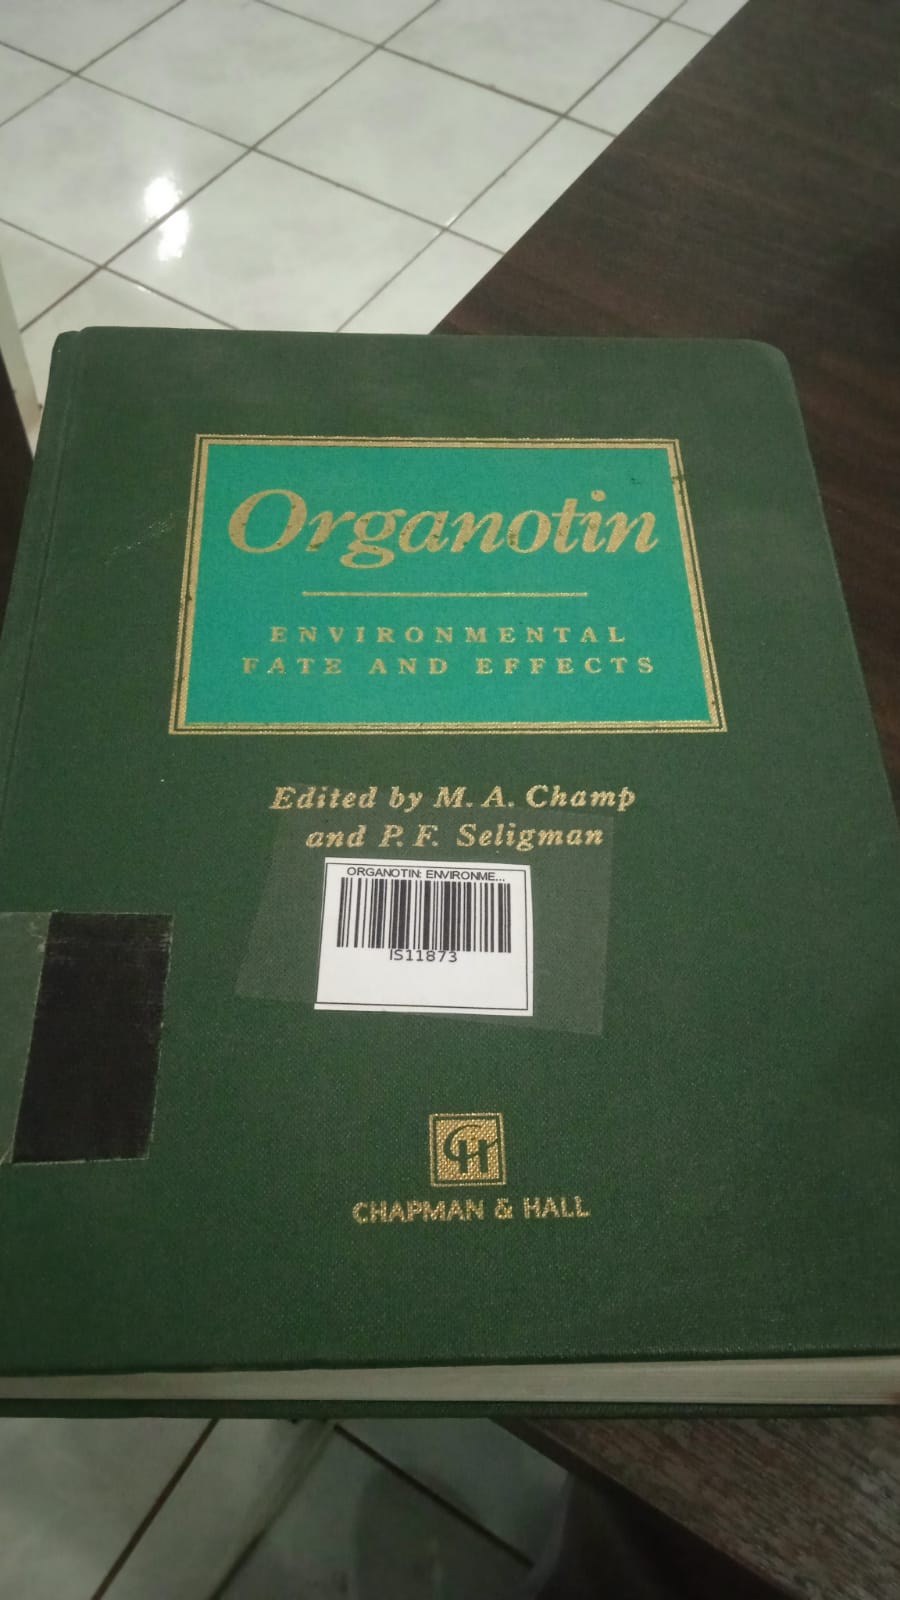 Organotin
ENVIRONMENTAL
FATE AND EFFECTS
Edited by M. A. Champ
and P. F. Seligman
ORGANOTIN: ENVIRONME...
IS11873
CH
CHAPMAN & HALL